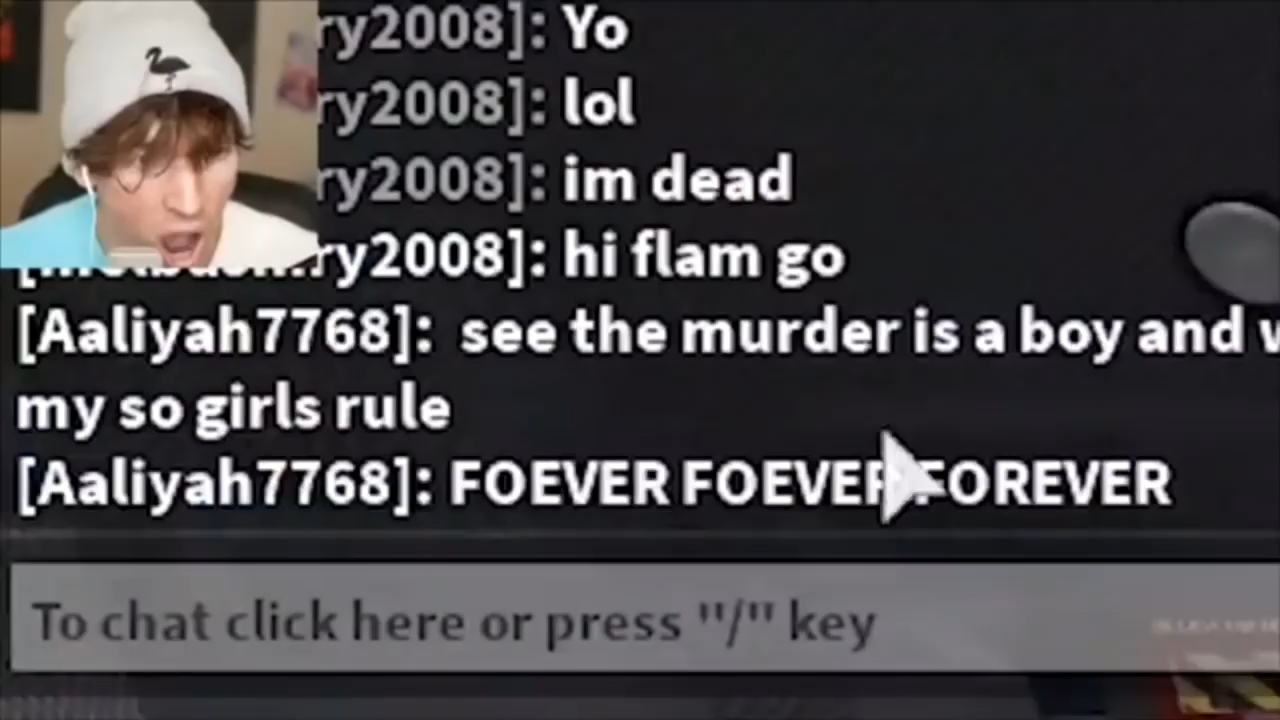 ry2008]: Yo
ry2008]: lol
ry2008]: im dead
ry2008]: hi flam go
[Aaliyah7768]: see the murder is a boy and
my so girls rule
[Aaliyah7768]: FOEVER FOEVER FOREVER
To chat click here or press "/" key